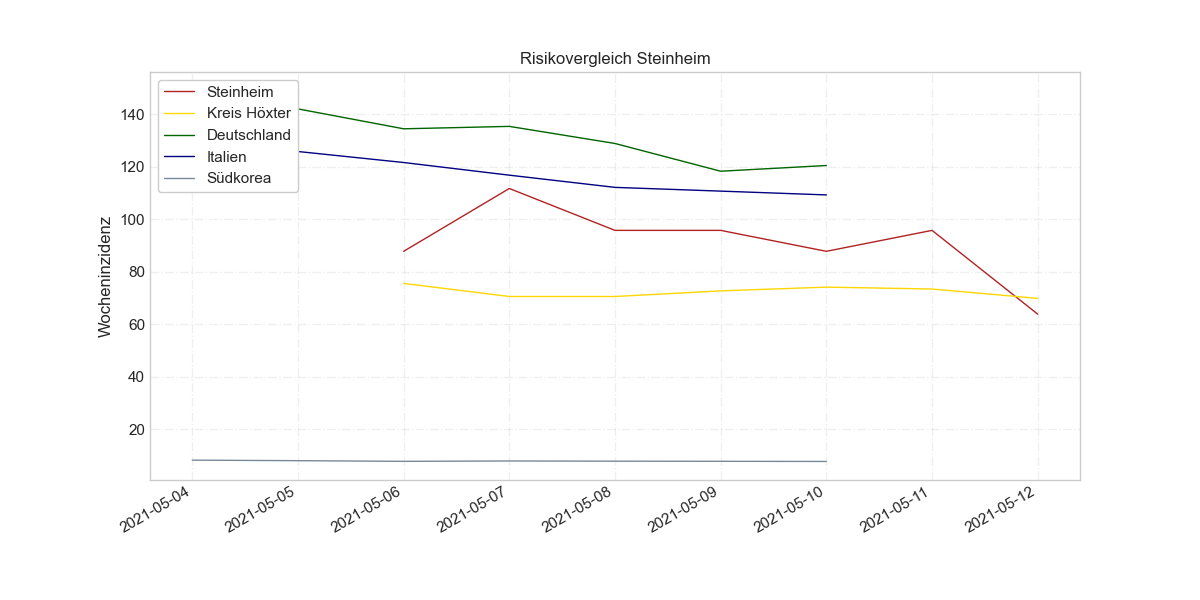 Risikovergleich Steinheim
Steinheim
Kreis Höxter
Deutschland
Italien
Südkorea
Wocheninzidenz
140
120
100
80
60
40
20
2021-05-04
2021-05-05
2021-05-06
2021-05-07
2021-05-08
2021-05-09
2021-05-10
2021-05-11
2021-05-12